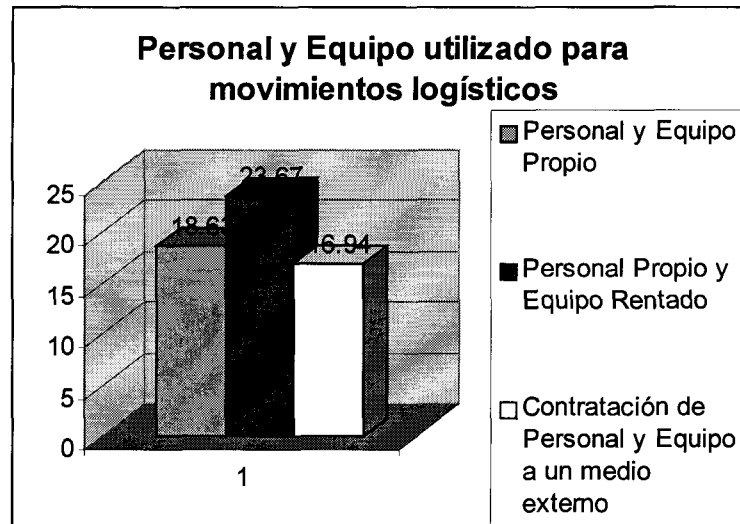 Personal y Equipo utilizado para
movimientos logísticos
25
20
15
10
5
0
23.67
16.94
1
Personal y Equipo
Propio
Personal Propio y
Equipo Rentado
Contratación de
Personal y Equipo
a un medio
externo